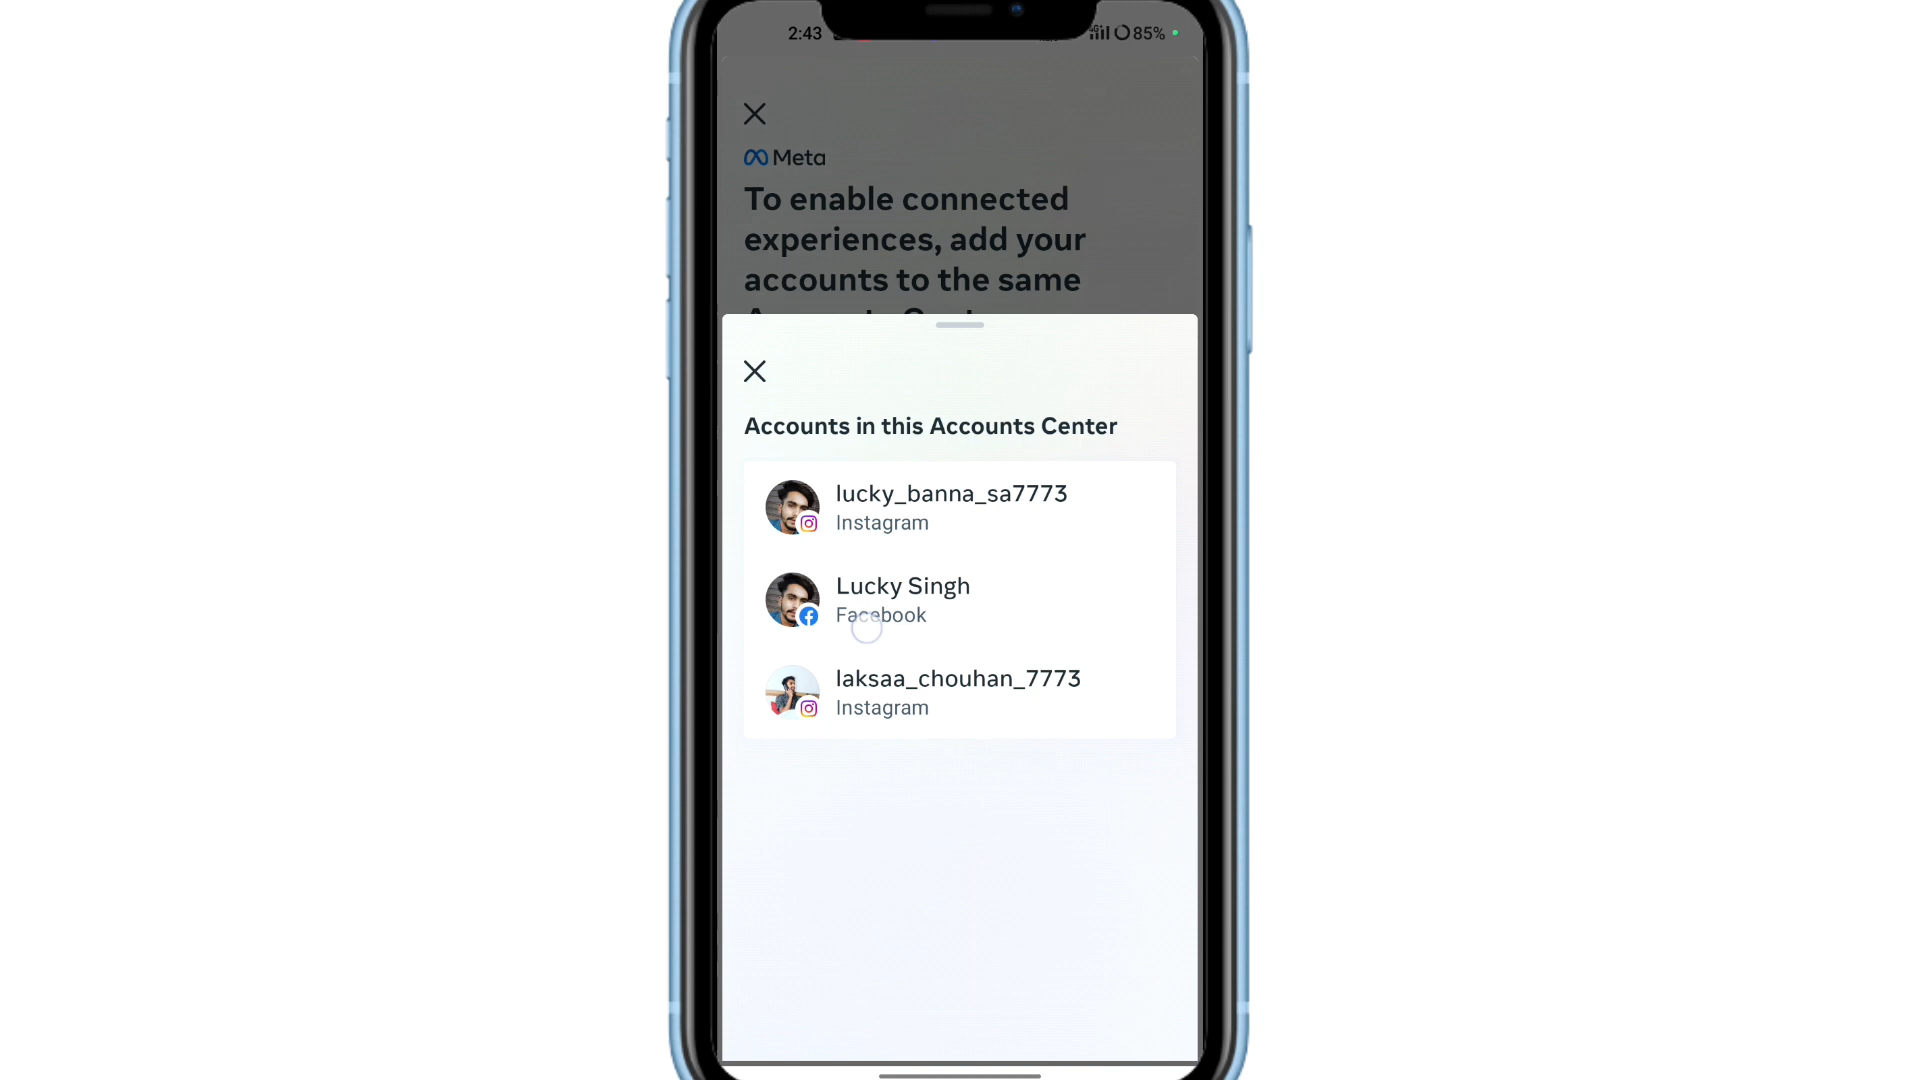 2:43
85%
Meta
To enable connected
experiences, add your
accounts to the same
Accounts in this Accounts Center
lucky_banna_sa7773
Instagram
Lucky Singh
Facebook
laksaa_chouhan_7773
Instagram